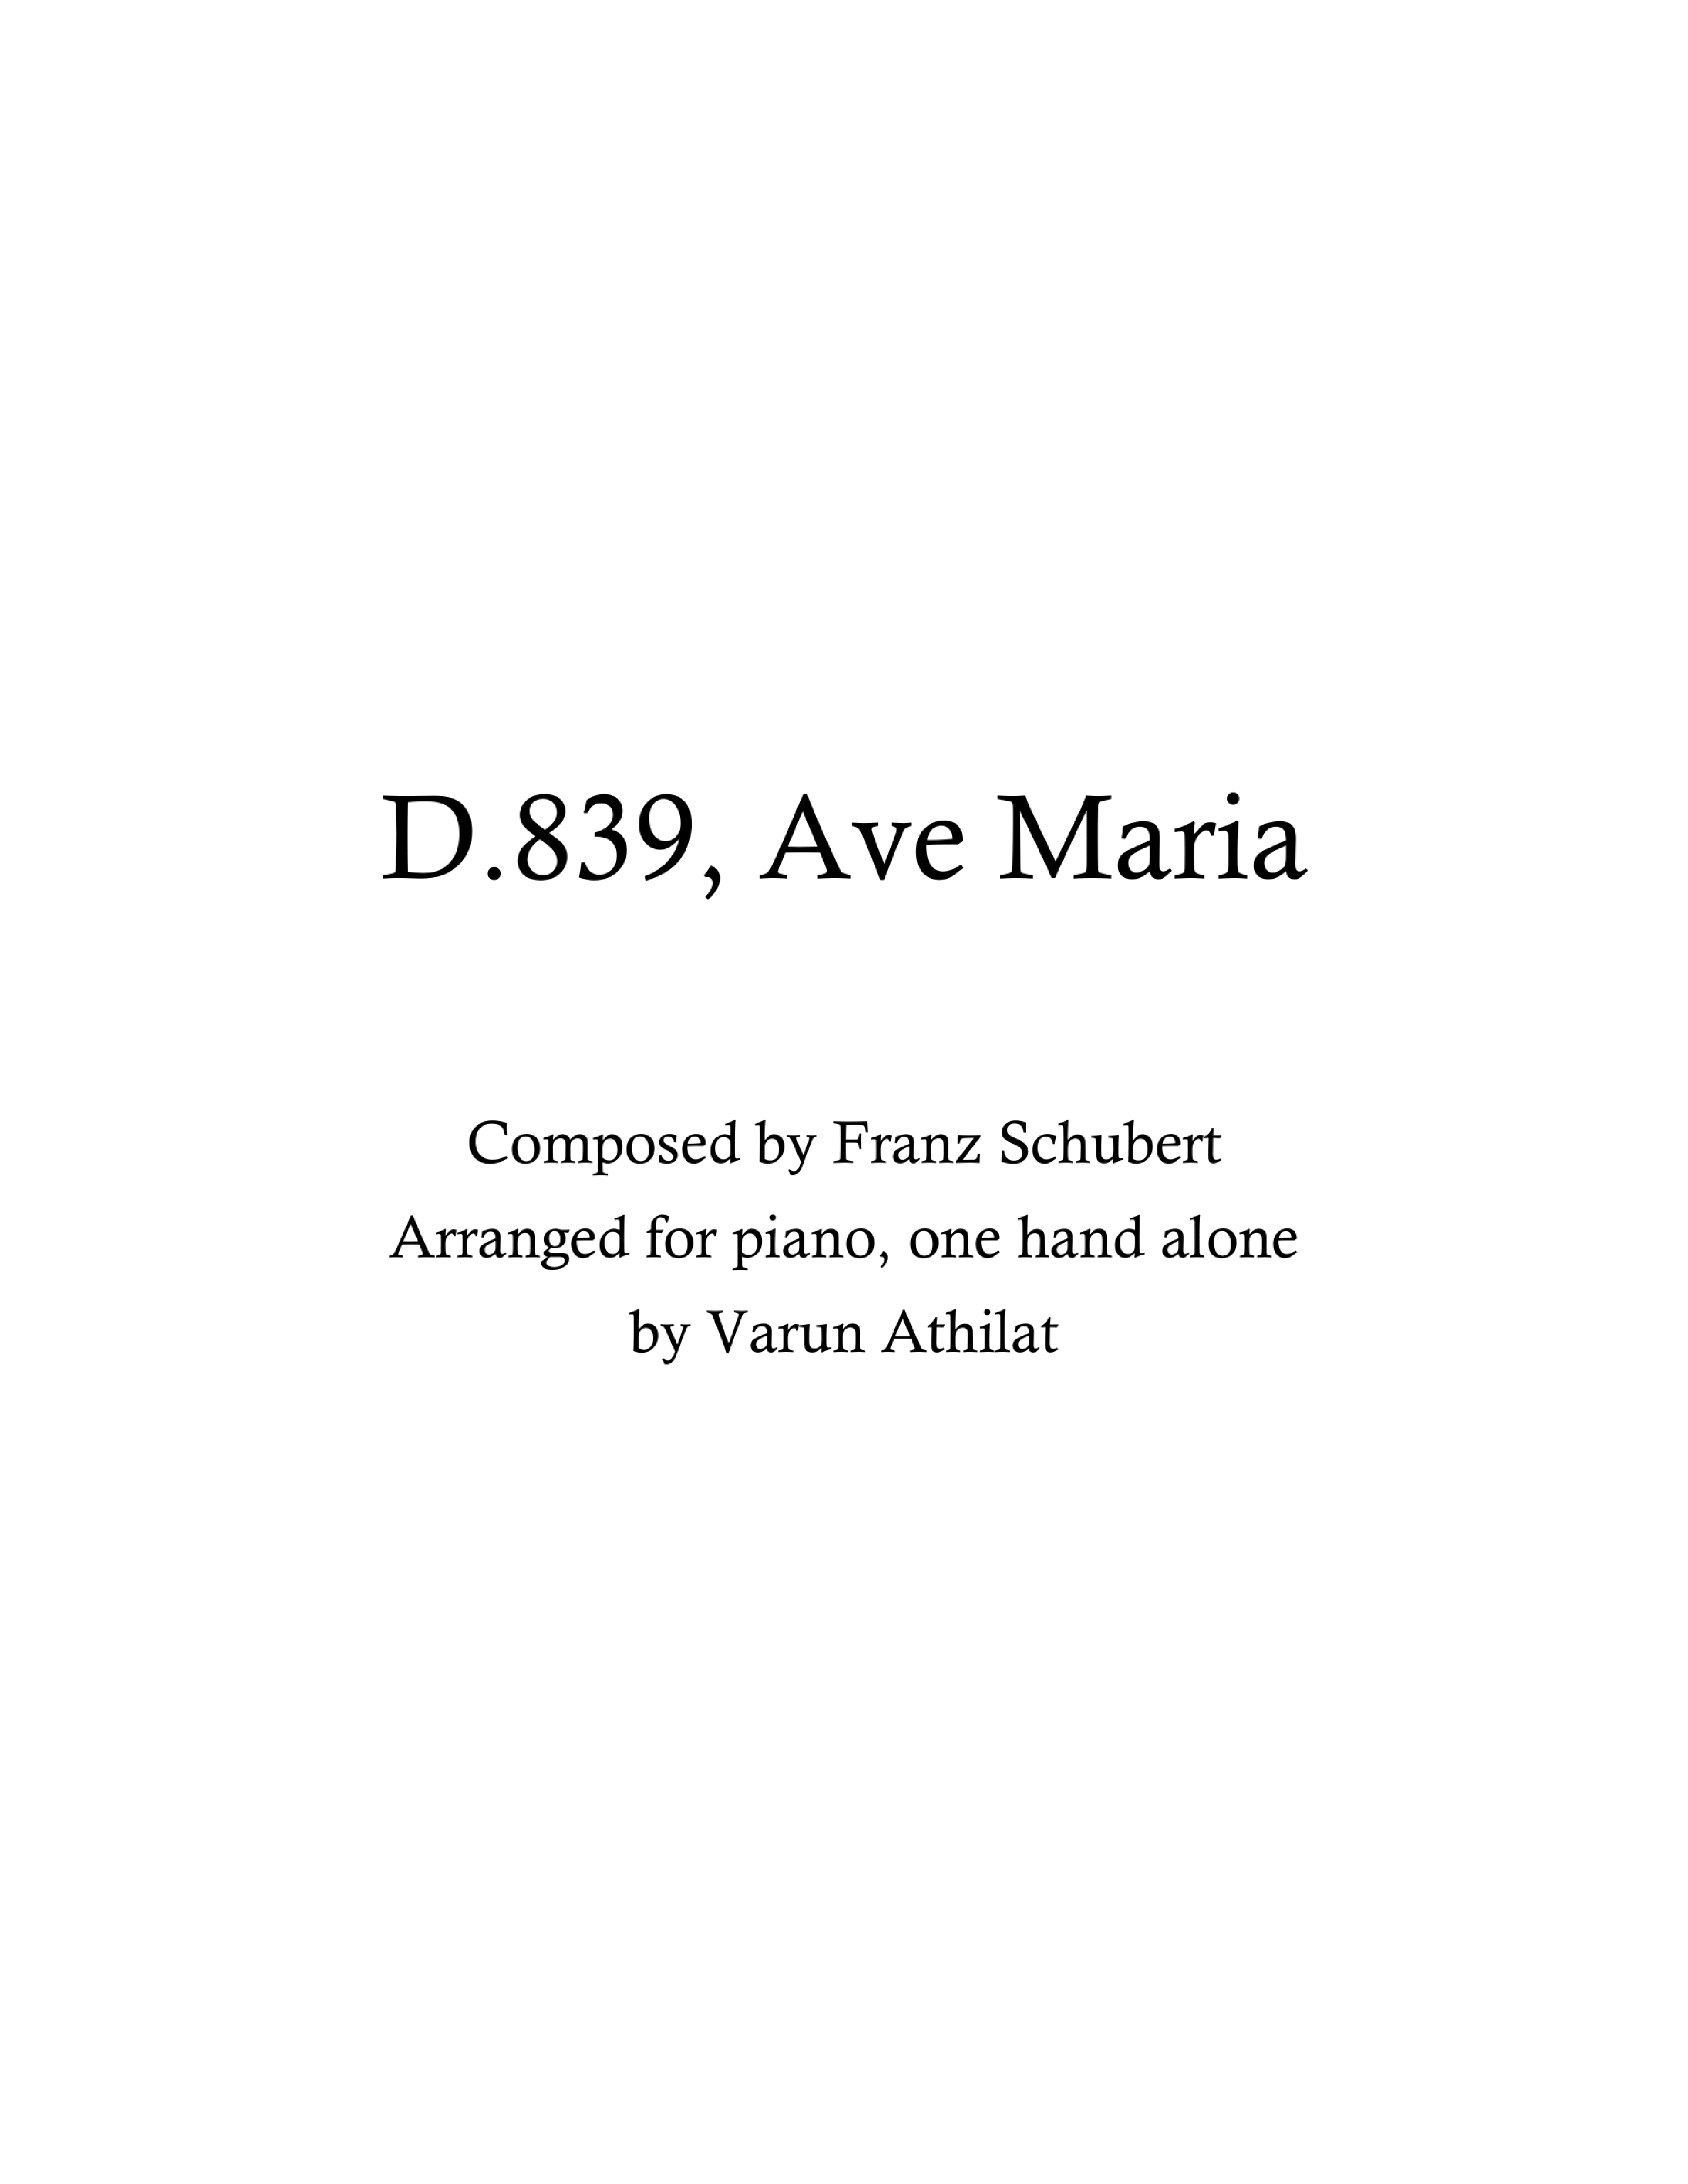 D.839, Ave Maria
Composed by Franz Schubert
Arranged for piano, one hand alone
by Varun Athilat